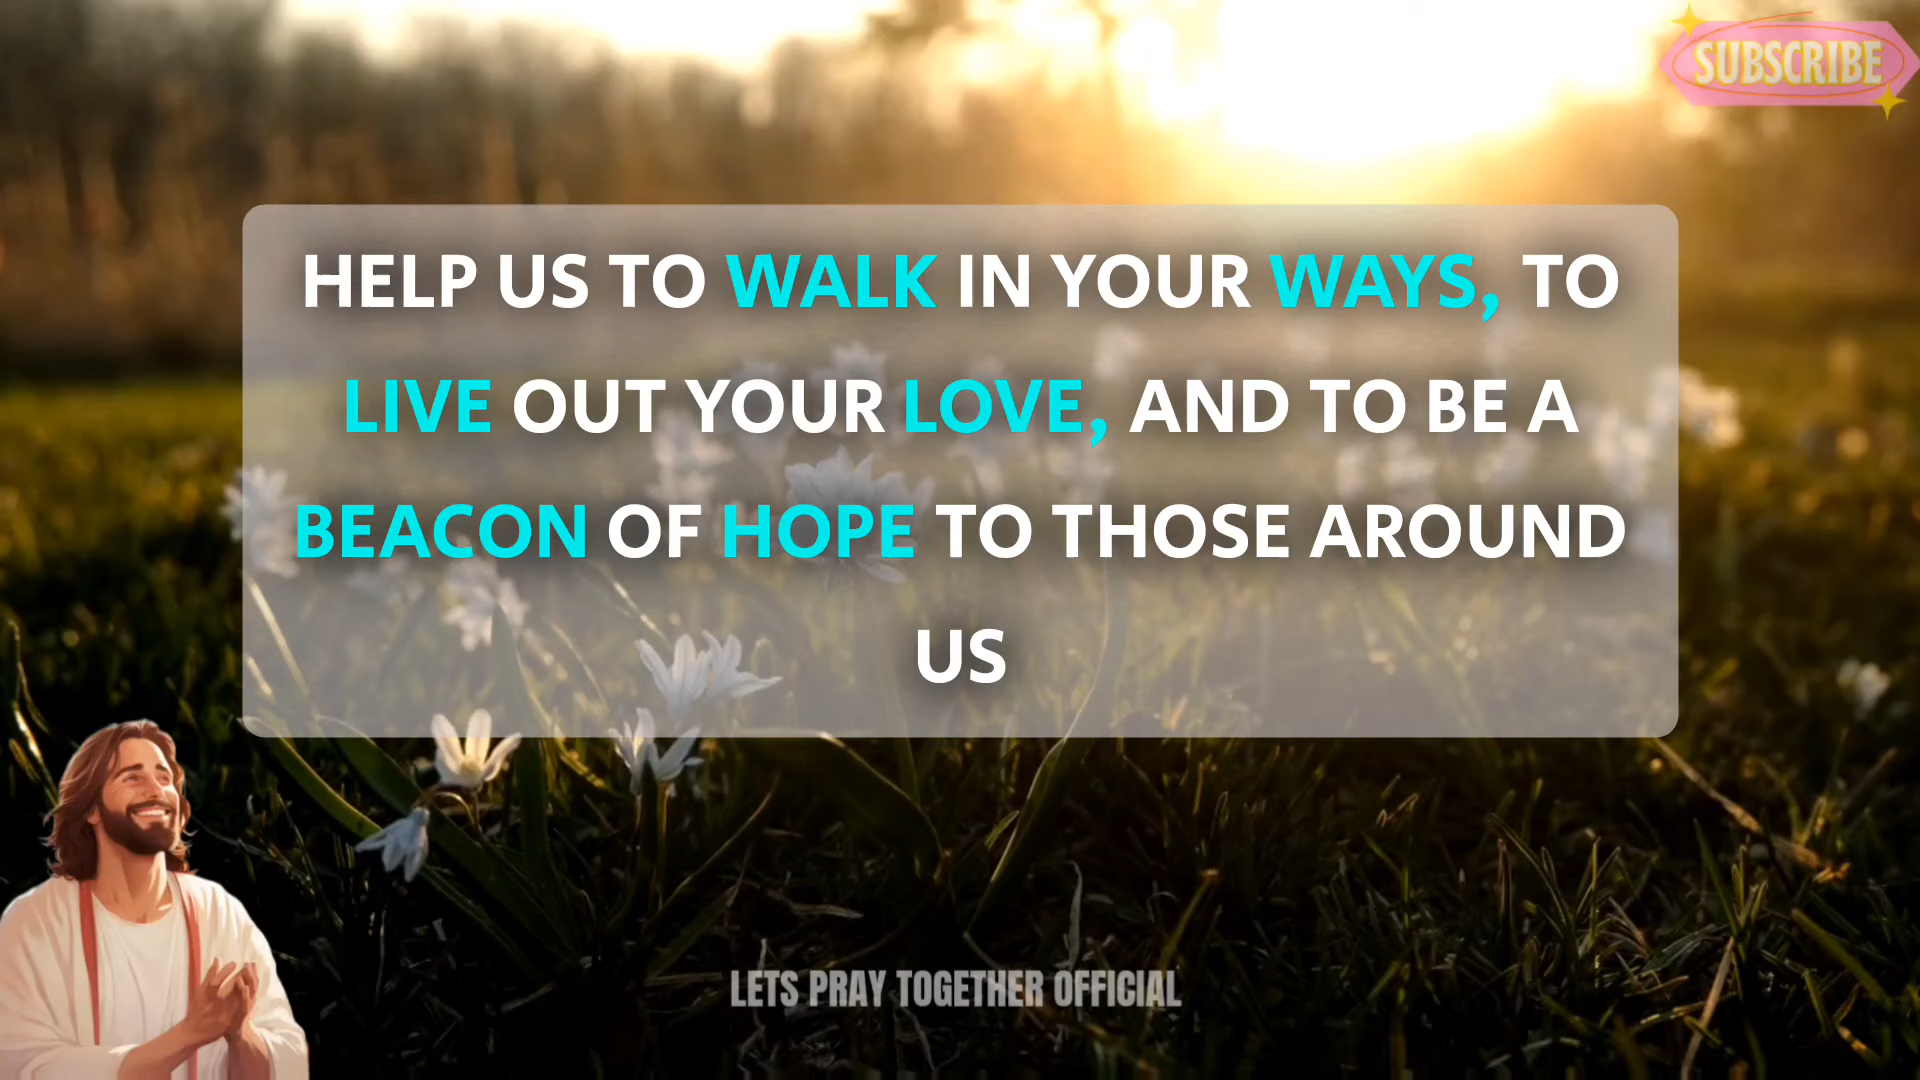 SUBSCRIBE
HELP US TO WALK IN YOUR WAYS, TO
LIVE OUT YOUR LOVE, AND TO BE A
BEACON OF HOPE TO THOSE AROUND
US
LETS PRAY TOGETHER OFFICIAL